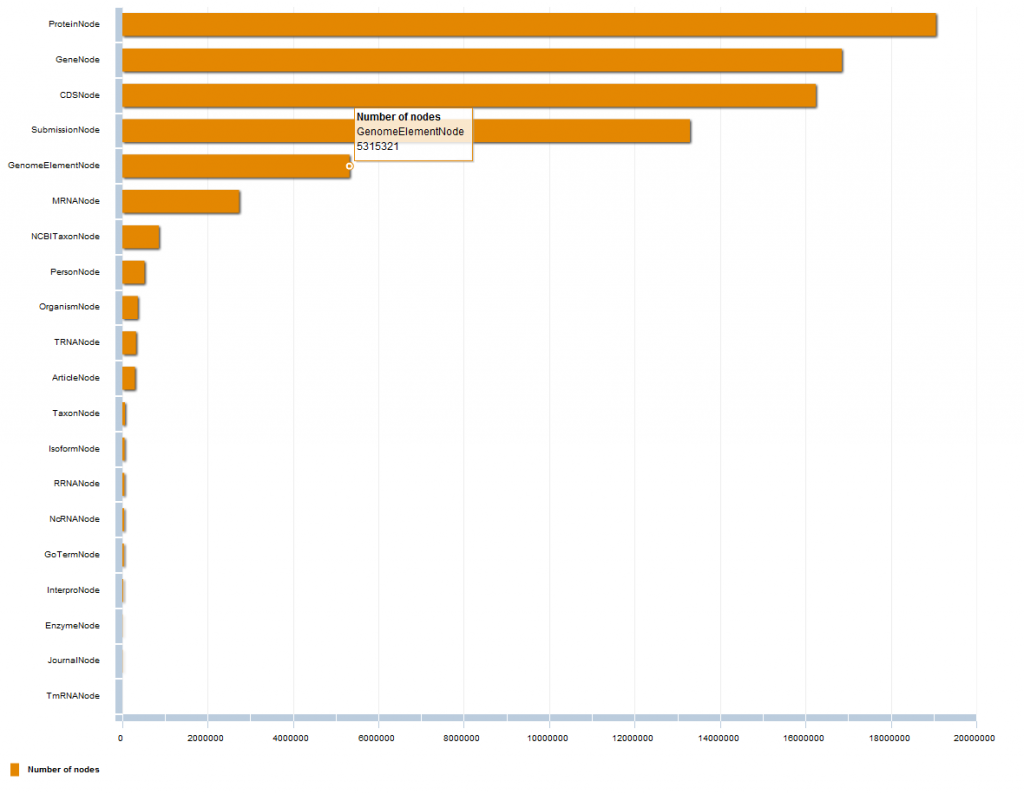 ProteinNode
GeneNode
CDSNode
Number of nodes
GenomeElementNode
5315321
SubmissionNode
GenomeElementNode
MRNANode
NCBITaxonNode
PersonNode
OrganismNode
TRNANode
ArticleNode
TaxonNode
IsoformNode
RRNANode
NcRNANode
GoTermNode
InterproNode
EnzymeNode
JournalNode
TmRNANode
0 2000000 4000000 6000000 8000000 10000000 12000000 14000000 16000000 18000000 20000000
Number of nodes